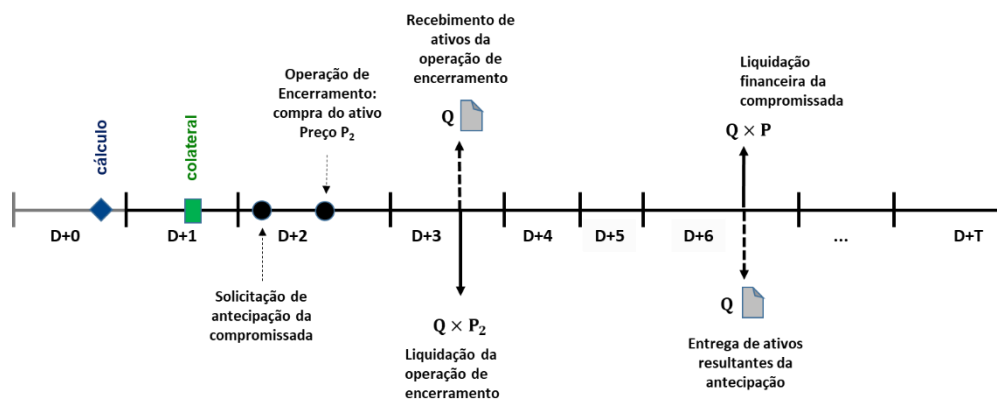 Recebimento de
ativos da
operação de
encerramento
Q
Operação de
Encerramento:
compra do ativo
Preço P₂
Liquidação
financeira da
compromissada
Q × P
cálculo
colateral
D+0
D+1
D+2
D+3
D+4
D+5
D+6
...
D+T
Solicitação de
antecipação da
compromissada
Q × P₂
Liquidação da
operação de
encerramento
Q
Entrega de ativos
resultantes da
antecipação